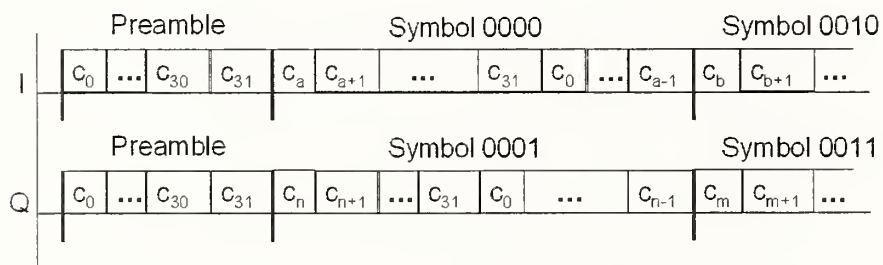 Preamble Symbol 0000 Symbol 0010
I C0 ... C30 C31 Ca Ca+1 ... C31 C0 ... Ca-1 Cb Cb+1 ...
Preamble Symbol 0001 Symbol 0011
Q C0 ... C30 C31 Cn Cn+1 ... C31 C0 ... Cn-1 Cm Cm+1 ...